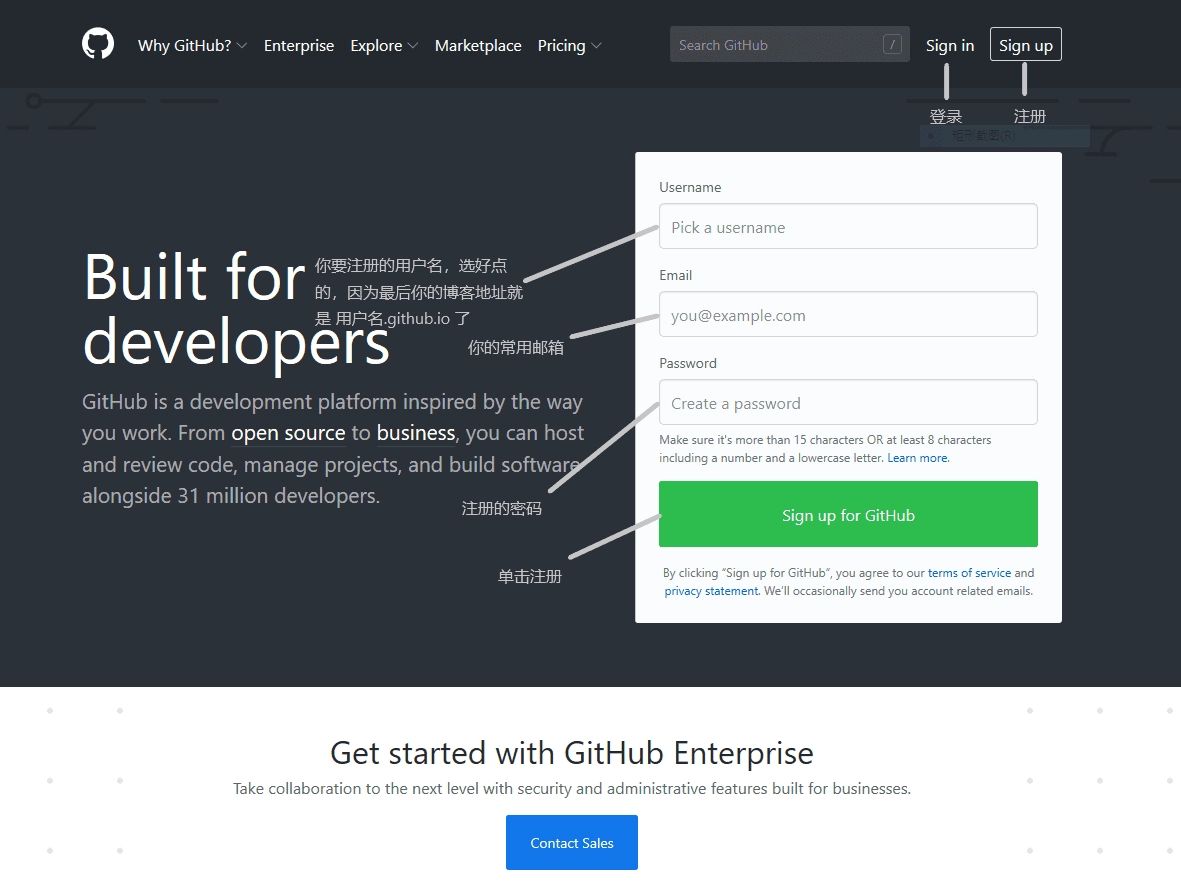 Why GitHub? Enterprise Explore Marketplace Pricing Search GitHub / Sign in Sign up
登录 注册
矩形截图(R)
Username
Pick a username
Built for
developers
你要注册的用户名，选好点
的，因为最后你的博客地址就
是 用户名.github.io 了
Email
you@example.com
你的常用邮箱
Password
Create a password
GitHub is a development platform inspired by the way
you work. From open source to business, you can host
and review code, manage projects, and build software
alongside 31 million developers.
Make sure it's more than 15 characters OR at least 8 characters
including a number and a lowercase letter. Learn more.
注册的密码
Sign up for GitHub
单击注册
By clicking “Sign up for GitHub”, you agree to our terms of service and
privacy statement. We’ll occasionally send you account related emails.
Get started with GitHub Enterprise
Take collaboration to the next level with security and administrative features built for businesses.
Contact Sales